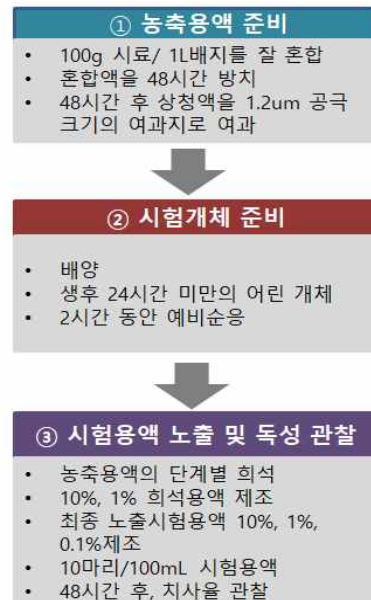 ① 농축용액 준비
• 100g 시료/ 1L배지를 잘 혼합
• 혼합액을 48시간 방치
• 48시간 후 상청액을 1.2um 공극
크기의 여과지로 여과
② 시험개체 준비
• 배양
• 생후 24시간 미만의 어린 개체
• 2시간 동안 예비순응
③ 시험용액 노출 및 독성 관찰
• 농축용액의 단계별 희석
• 10%, 1% 희석용액 제조
• 최종 노출시험용액 10%, 1%,
0.1%제조
• 10마리/100mL 시험용액
• 48시간 후, 치사율 관찰